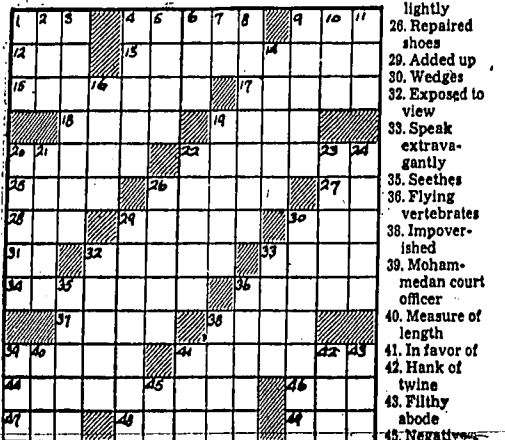 1 2 3 4 5 6 7 8 9 10 11
12 13 14
15 16 17
18 19
20 21 22 23 24
25 26 27
28 29 30
31 32 33
34 35 36
37 38
39 40 41 42 43
44 45 46
47 48 49
lightly
26. Repaired
shoes
29. Added up
30. Wedges
32. Exposed to
view
33. Speak
extrava-
gantly
35. Seethes
36. Flying
vertebrates
38. Impover-
ished
39. Moham-
medan court
officer
40. Measure of
length
41. In favor of
42. Hank of
twine
43. Filthy
abode
45. Negative